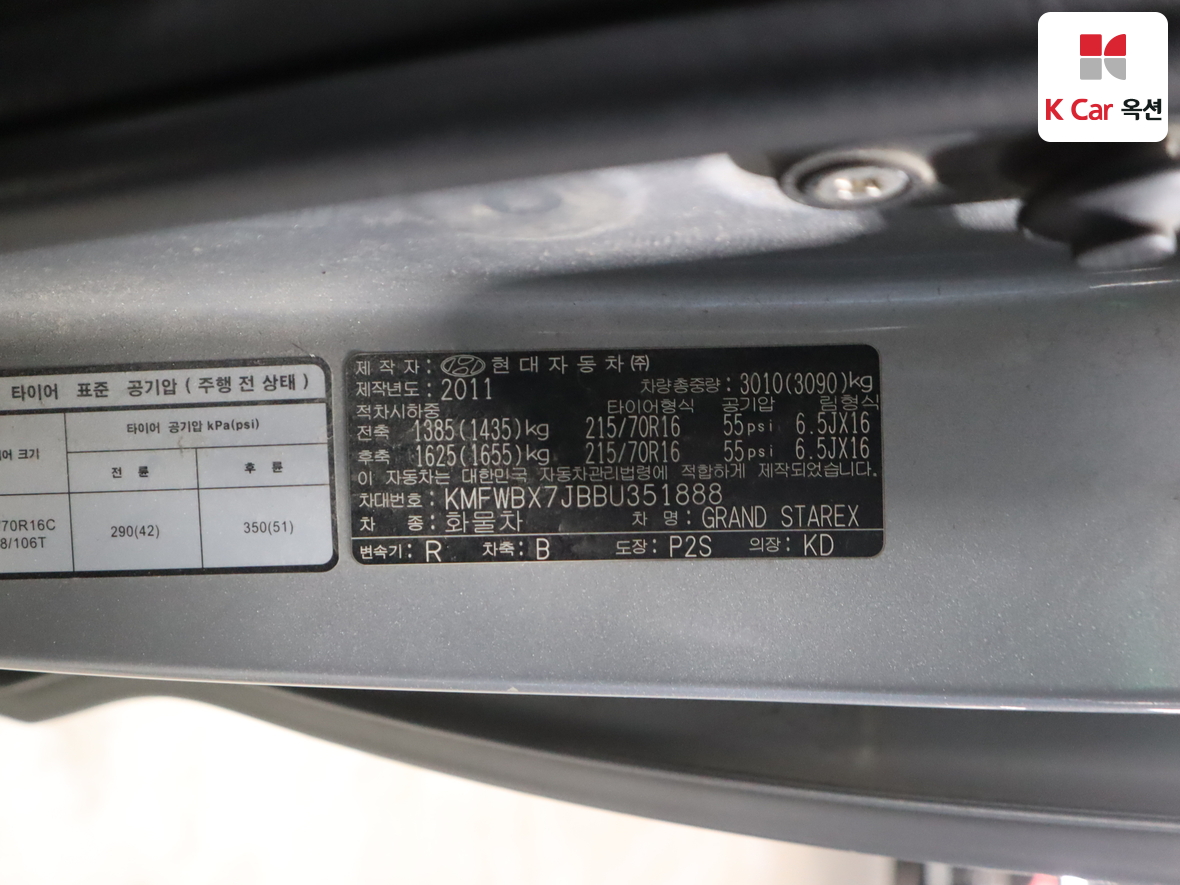 K Car 옥션
타이어 표준 공기압 ( 주행 전 상태 )
타이어 공기압 kPa(psi)
어 크기
전 륜 후 륜
/70R16C
8/106T
290(42) 350(51)
제 작 자 : 현 대 자 동 차 ㈜
제작년도 : 2011 차량총중량 : 3010(3090)kg
적차시하중 타이어형식 공기압 림형식
전축 1385(1435)kg 215/70R16 55psi 6.5JX16
후축 1625(1655)kg 215/70R16 55psi 6.5JX16
이 자동차는 대한민국 자동차관리법령에 적합하게 제작되었습니다.
차대번호 : KMFWBX7JBBU351888
차 종 : 화물차 차 명 : GRAND STAREX
변속기 : R 차축 : B 도장 : P2S 의장 : KD